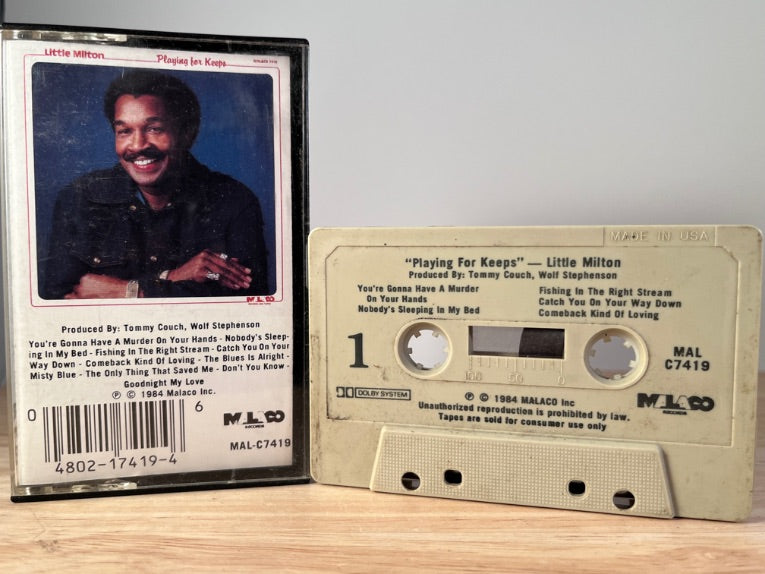 Little Milton
Playing for Keeps
MALACO
Produced By: Tommy Couch, Wolf Stephenson
You're Gonna Have A Murder On Your Hands - Nobody's Sleep-
ing In My Bed - Fishing In The Right Stream - Catch You On Your
Way Down - Comeback Kind Of Loving - The Blues Is Alright -
Misty Blue - The Only Thing That Saved Me - Don't You Know -
Goodnight My Love
Ⓟ © 1984 Malaco Inc.
0 6
4802-17419-4
MALACO
RECORDS
MAL-C7419
MADE IN USA
"Playing For Keeps" — Little Milton
Produced By: Tommy Couch, Wolf Stephenson
You're Gonna Have A Murder
On Your Hands
Nobody's Sleeping In My Bed
Fishing In The Right Stream
Catch You On Your Way Down
Comeback Kind Of Loving
1
100 50 0
MAL
C7419
DOLBY SYSTEM
Ⓟ © 1984 MALACO Inc
Unauthorized reproduction is prohibited by law.
Tapes are sold for consumer use only
MALACO
RECORDS